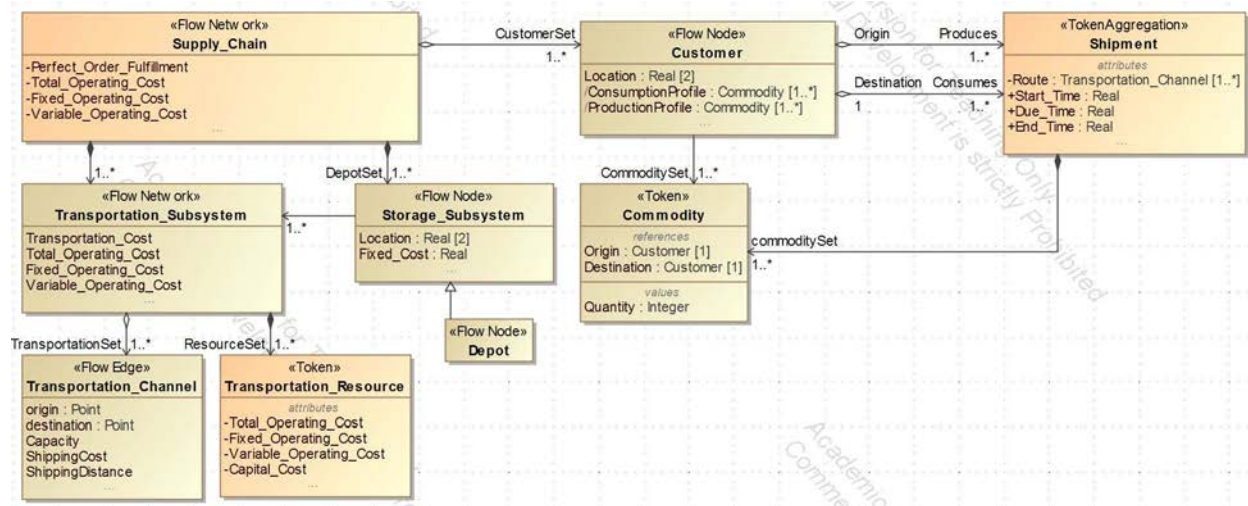 «Flow Network»
Supply_Chain
-Perfect_Order_Fulfillment
-Total_Operating_Cost
-Fixed_Operating_Cost
-Variable_Operating_Cost
...
CustomerSet
1..*
«Flow Node»
Customer
Location : Real [2]
/ConsumptionProfile : Commodity [1..*]
/ProductionProfile : Commodity [1..*]
...
Origin
Produces
1..*
Destination
Consumes
1
1..*
«TokenAggregation»
Shipment
attributes
-Route : Transportation_Channel [1..*]
+Start_Time : Real
+Due_Time : Real
+End_Time : Real
...
1..*
DepotSet
1..*
CommoditySet
1..*
«Flow Network»
Transportation_Subsystem
Transportation_Cost
Total_Operating_Cost
Fixed_Operating_Cost
Variable_Operating_Cost
...
1..*
«Flow Node»
Storage_Subsystem
Location : Real [2]
Fixed_Cost : Real
...
«Token»
Commodity
references
Origin : Customer [1]
Destination : Customer [1]
values
Quantity : Integer
commoditySet
1..*
«Flow Node»
Depot
TransportationSet
1..*
ResourceSet
1..*
«Flow Edge»
Transportation_Channel
origin : Point
destination : Point
Capacity
ShippingCost
ShippingDistance
...
«Token»
Transportation_Resource
attributes
-Total_Operating_Cost
-Fixed_Operating_Cost
-Variable_Operating_Cost
-Capital_Cost
...
Development is strictly Prohibited
Academic